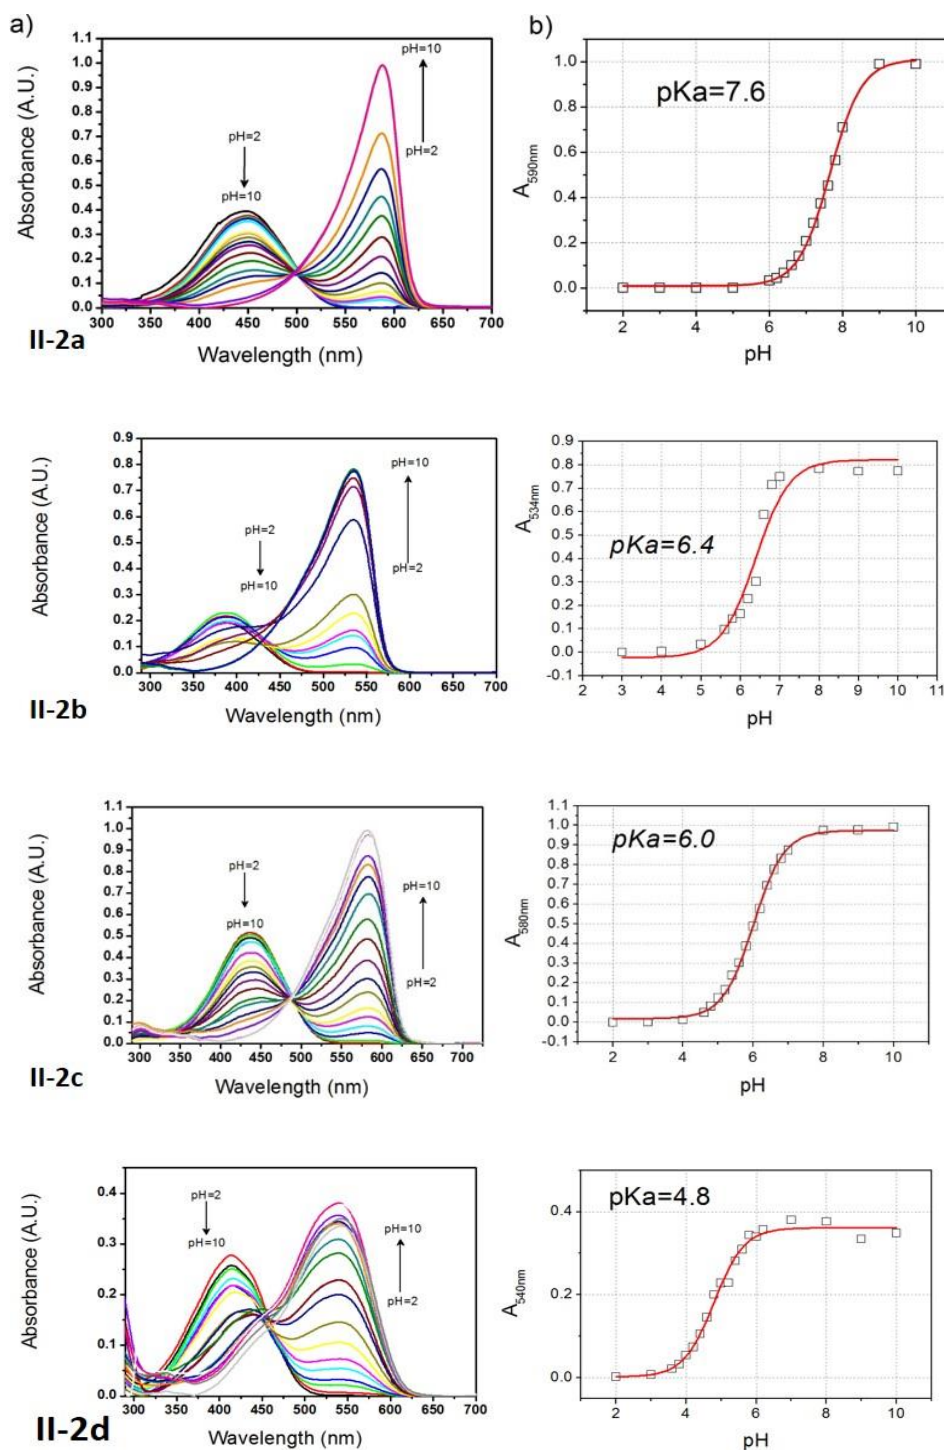 a)
b)
Absorbance (A.U.)
1.1
1.0
0.9
0.8
0.7
0.6
0.5
0.4
0.3
0.2
0.1
0.0
pH=2
pH=10
pH=10
pH=2
300 350 400 450 500 550 600 650 700
Wavelength (nm)
II-2a
A590nm
1.0
0.8
0.6
0.4
0.2
0.0
pKa=7.6
2 4 6 8 10
pH
Absorbance (A.U.)
0.9
0.8
0.7
0.6
0.5
0.4
0.3
0.2
0.1
0.0
pH=2
pH=10
pH=10
pH=2
300 350 400 450 500 550 600 650 700
Wavelength (nm)
II-2b
A534nm
0.9
0.8
0.7
0.6
0.5
0.4
0.3
0.2
0.1
0.0
-0.1
pKa=6.4
2 3 4 5 6 7 8 9 10 11
pH
Absorbance (A.U.)
1.1
1.0
0.9
0.8
0.7
0.6
0.5
0.4
0.3
0.2
0.1
0.0
pH=2
pH=10
pH=10
pH=2
300 350 400 450 500 550 600 650 700
Wavelength (nm)
II-2c
A580nm
1.1
1.0
0.9
0.8
0.7
0.6
0.5
0.4
0.3
0.2
0.1
0.0
-0.1
pKa=6.0
2 4 6 8 10
pH
Absorbance (A.U.)
0.4
0.3
0.2
0.1
0.0
pH=2
pH=10
pH=10
pH=2
300 350 400 450 500 550 600 650 700
Wavelength (nm)
II-2d
A540nm
0.4
0.2
0.0
pKa=4.8
2 4 6 8 10
pH